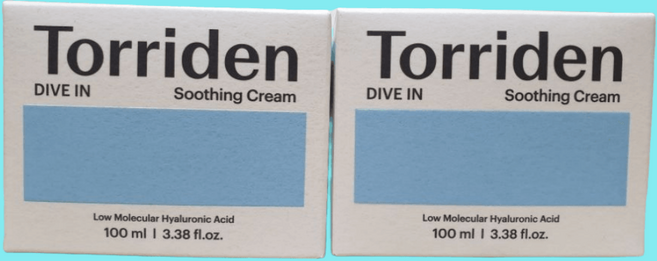 Torriden
DIVE IN Soothing Cream
Low Molecular Hyaluronic Acid
100 ml | 3.38 fl.oz.
Torriden
DIVE IN Soothing Cream
Low Molecular Hyaluronic Acid
100 ml | 3.38 fl.oz.